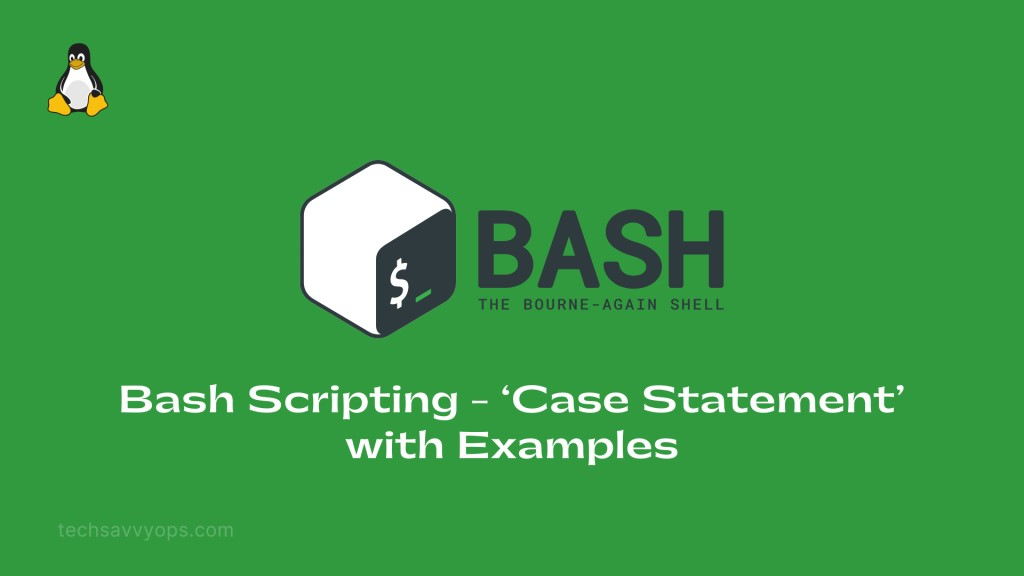 $_
BASH
THE BOURNE-AGAIN SHELL
Bash Scripting - ‘Case Statement’
with Examples
techsavvyops.com